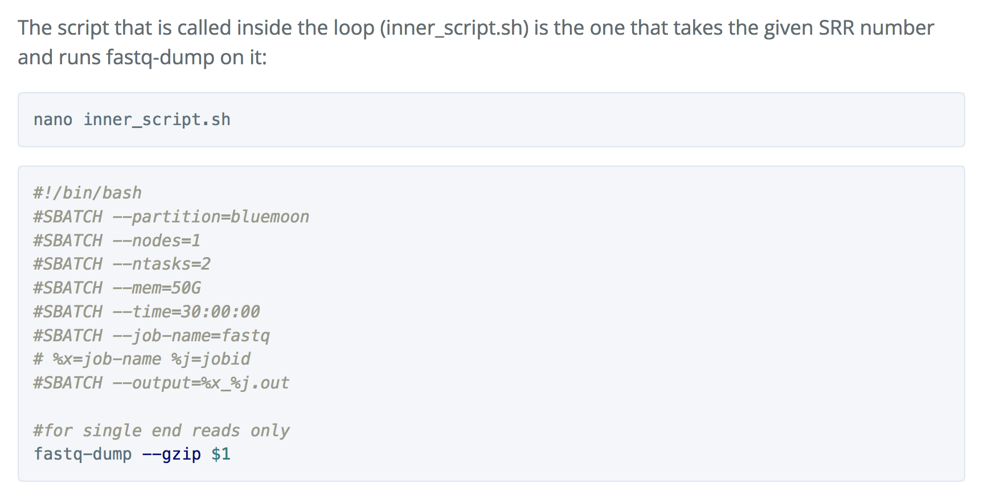 The script that is called inside the loop (inner_script.sh) is the one that takes the given SRR number
and runs fastq-dump on it:
nano inner_script.sh
#!/bin/bash
#SBATCH --partition=bluemoon
#SBATCH --nodes=1
#SBATCH --ntasks=2
#SBATCH --mem=50G
#SBATCH --time=30:00:00
#SBATCH --job-name=fastq
# %x=job-name %j=jobid
#SBATCH --output=%x_%j.out
#for single end reads only
fastq-dump --gzip $1